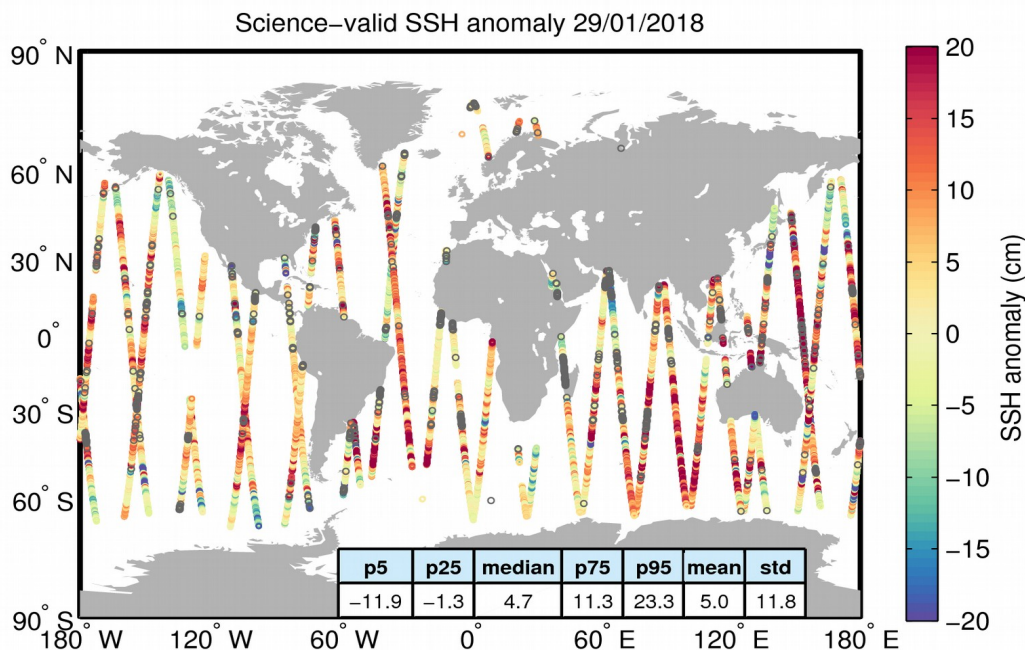 Science−valid SSH anomaly 29/01/2018
90° N
60° N
30° N
0°
30° S
60° S
90° S
180° W
120° W
60° W
0°
60° E
120° E
180° E
p5 p25 median p75 p95 mean std
−11.9 −1.3 4.7 11.3 23.3 5.0 11.8
20
15
10
5
0
−5
−10
−15
−20
SSH anomaly (cm)